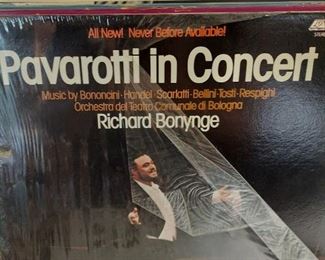 All New! Never Before Available!
Pavarotti in Concert
Music by Bononcini·Handel·Scarlatti·Bellini·Tosti·Respighi
Orchestra del Teatro Comunale di Bologna
Richard Bonynge